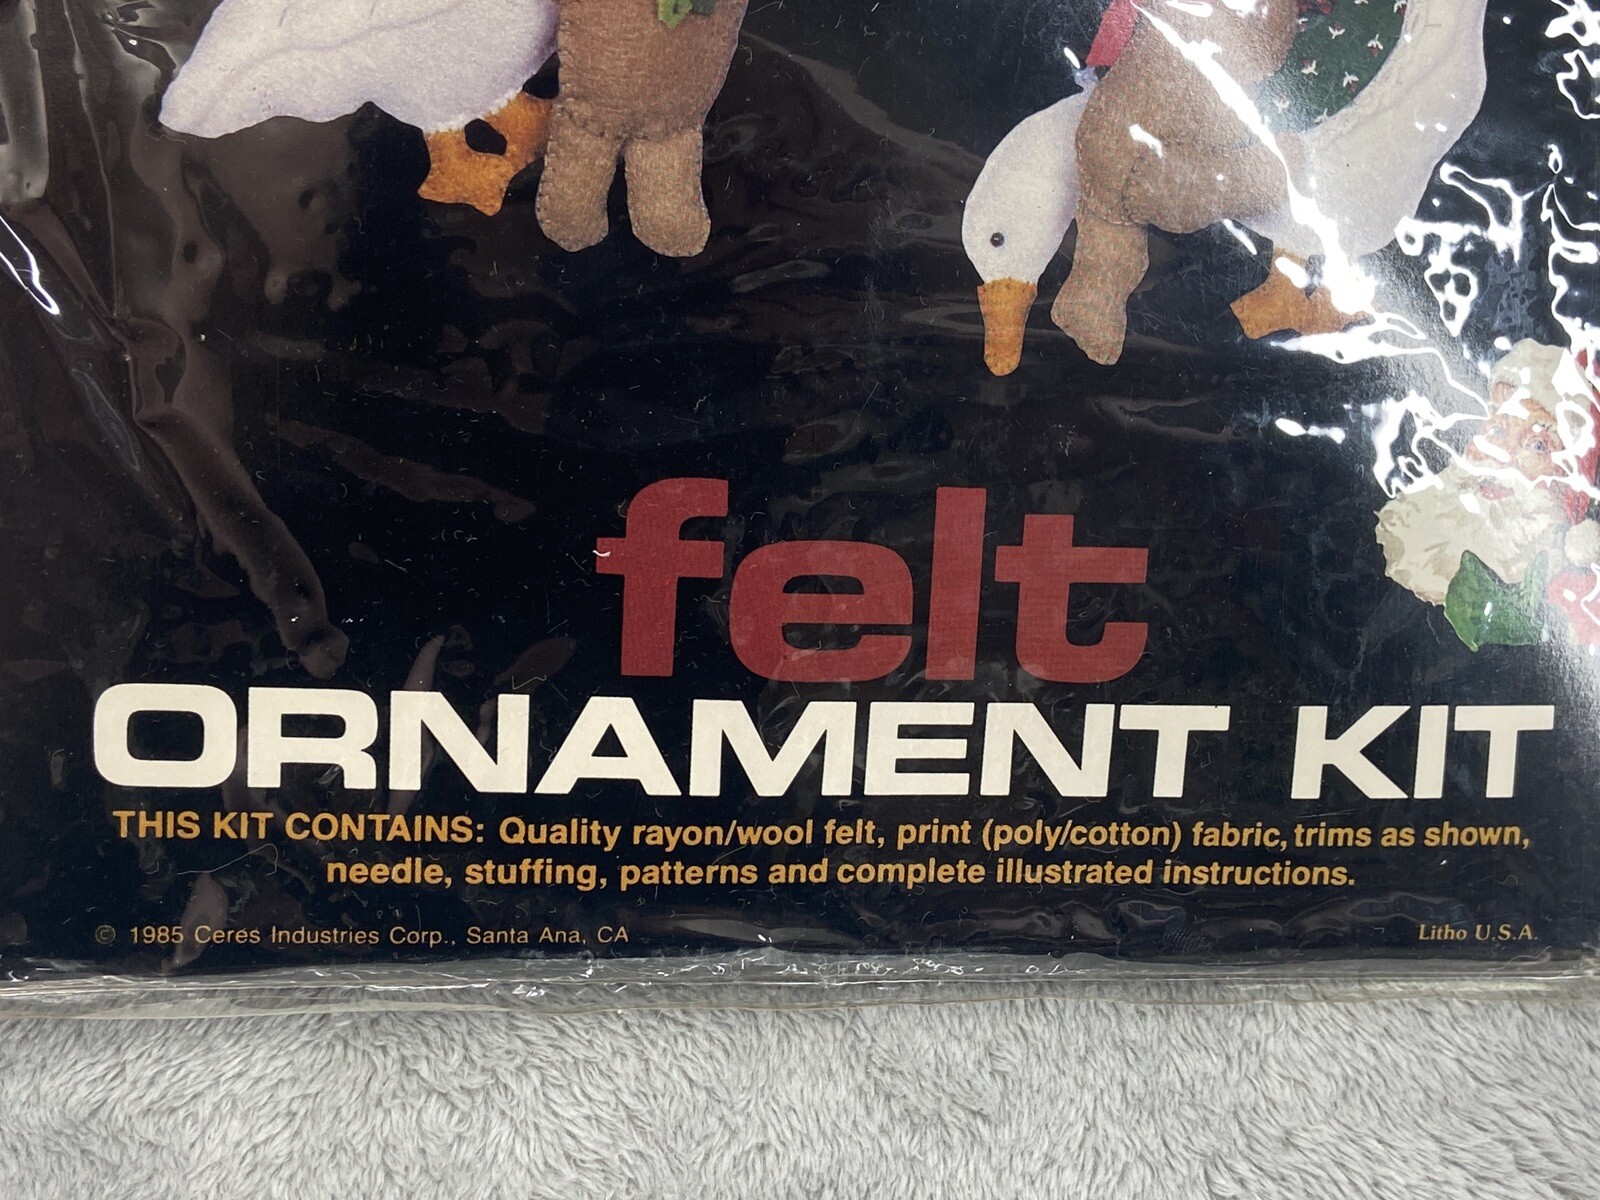 felt
ORNAMENT KIT
THIS KIT CONTAINS: Quality rayon/wool felt, print (poly/cotton) fabric, trims as shown,
needle, stuffing, patterns and complete illustrated instructions.
© 1985 Ceres Industries Corp., Santa Ana, CA
Litho U.S.A.